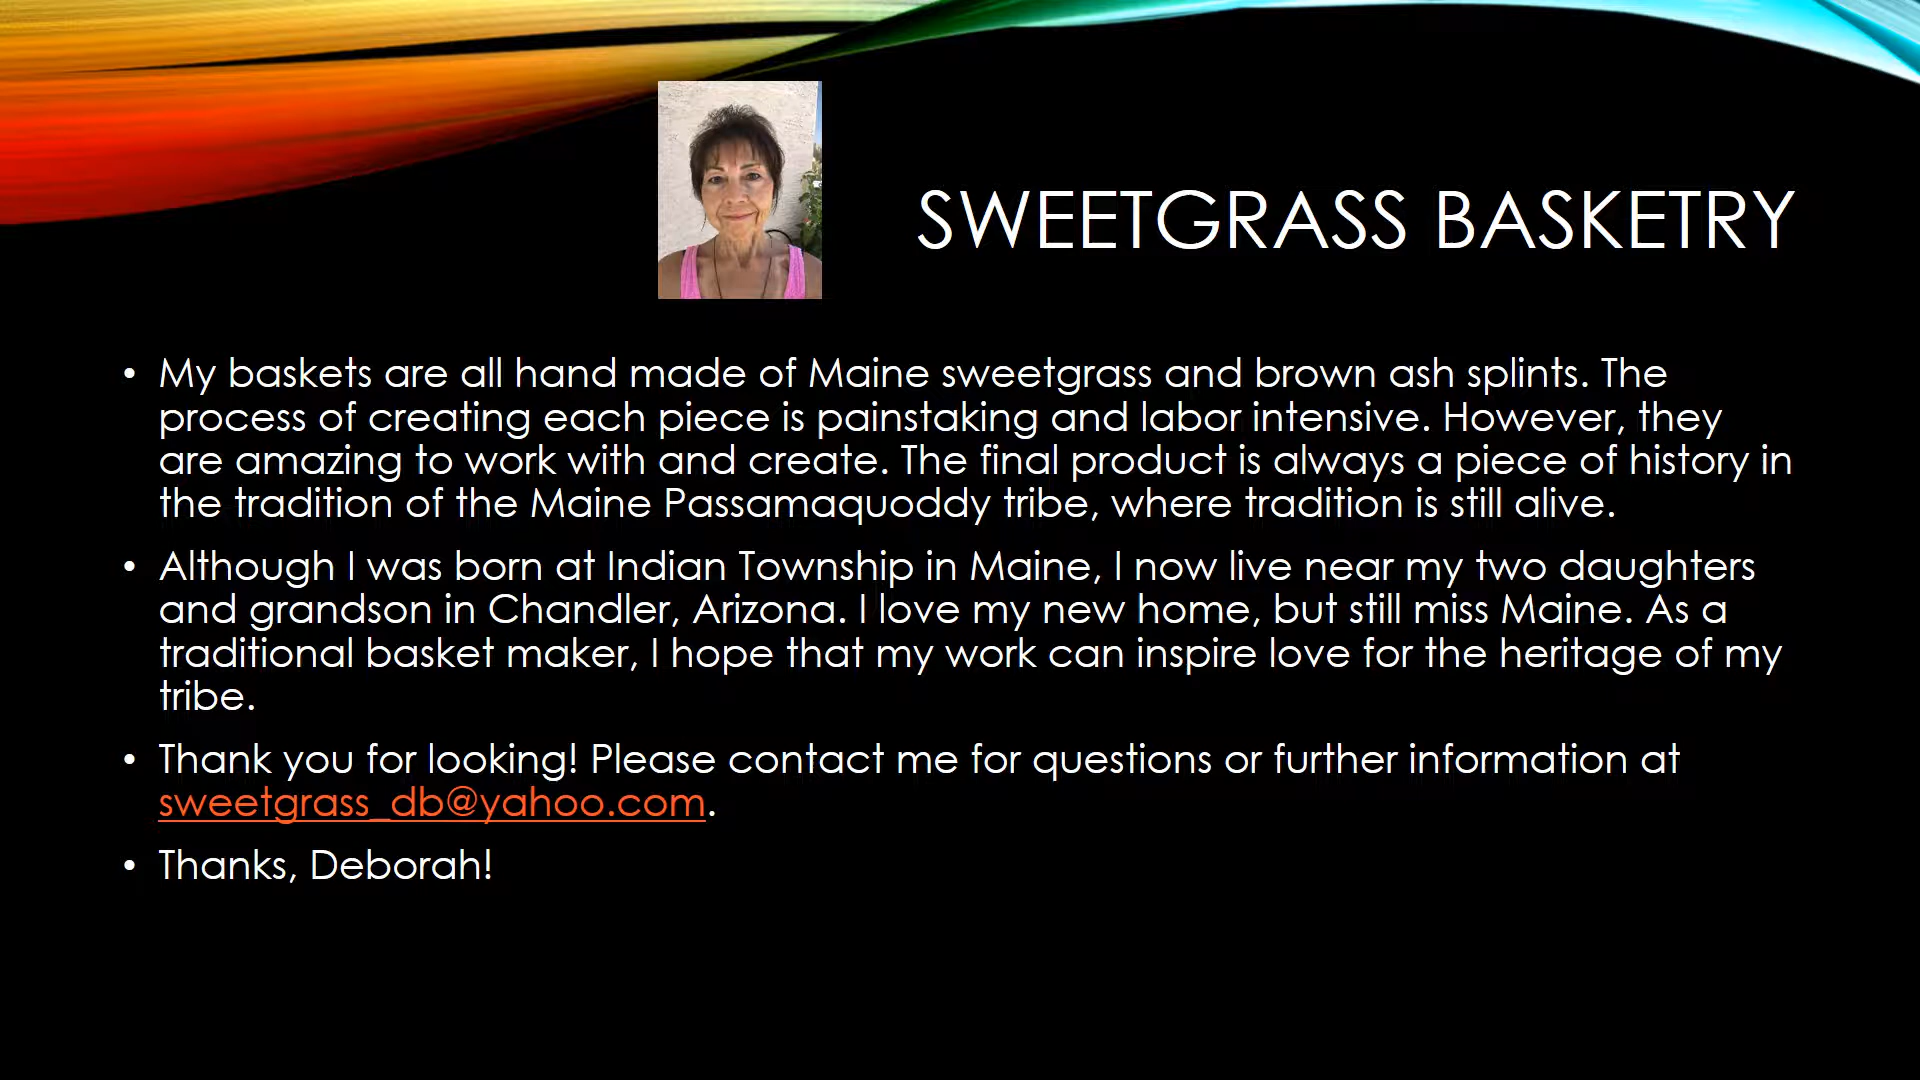 SWEETGRASS BASKETRY
• My baskets are all hand made of Maine sweetgrass and brown ash splints. The
process of creating each piece is painstaking and labor intensive. However, they
are amazing to work with and create. The final product is always a piece of history in
the tradition of the Maine Passamaquoddy tribe, where tradition is still alive.
• Although I was born at Indian Township in Maine, I now live near my two daughters
and grandson in Chandler, Arizona. I love my new home, but still miss Maine. As a
traditional basket maker, I hope that my work can inspire love for the heritage of my
tribe.
• Thank you for looking! Please contact me for questions or further information at
sweetgrass_db@yahoo.com.
• Thanks, Deborah!